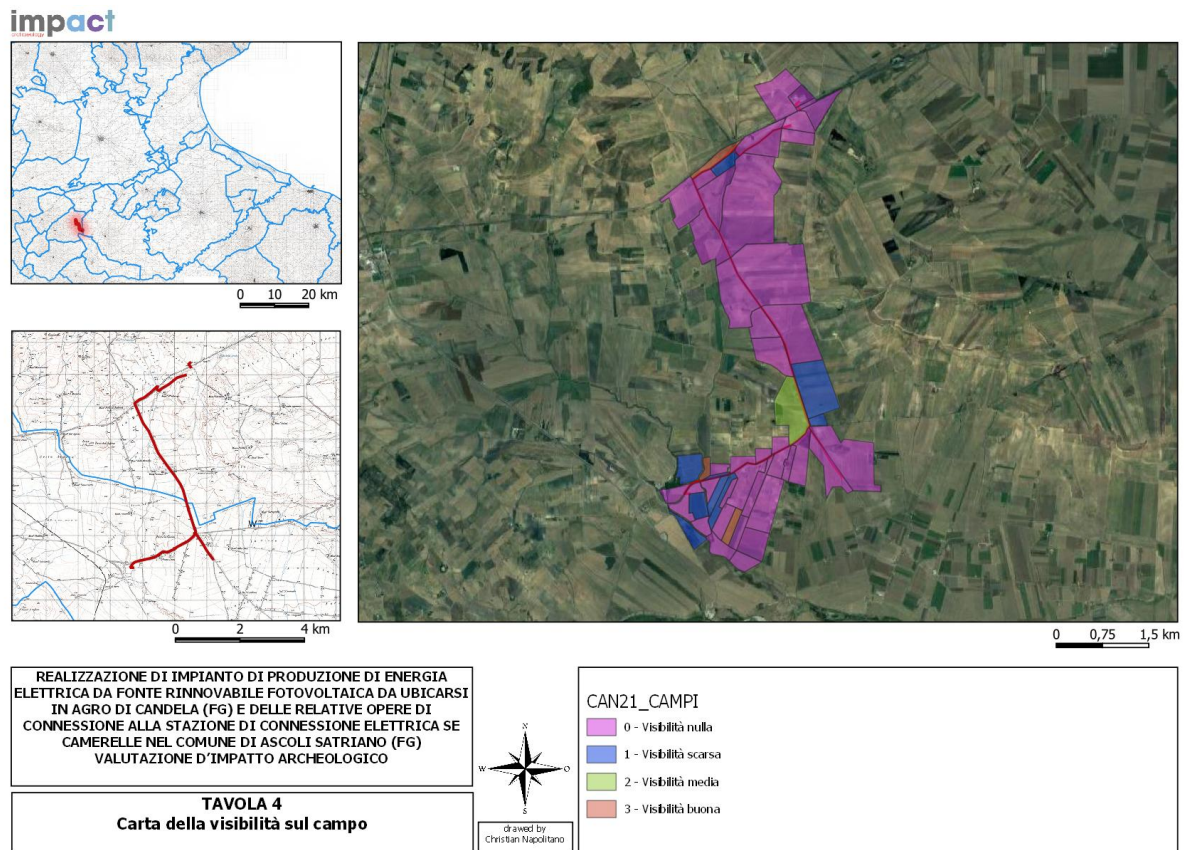 impact
archaeology
0 10 20 km
W
0 2 4 km
0 0,75 1,5 km
REALIZZAZIONE DI IMPIANTO DI PRODUZIONE DI ENERGIA
ELETTRICA DA FONTE RINNOVABILE FOTOVOLTAICA DA UBICARSI
IN AGRO DI CANDELA (FG) E DELLE RELATIVE OPERE DI
CONNESSIONE ALLA STAZIONE DI CONNESSIONE ELETTRICA SE
CAMERELLE NEL COMUNE DI ASCOLI SATRIANO (FG)
VALUTAZIONE D'IMPATTO ARCHEOLOGICO
TAVOLA 4
Carta della visibilità sul campo
N
W O
S
drawed by
Christian Napolitano
CAN21_CAMPI
0 - Visibilità nulla
1 - Visibilità scarsa
2 - Visibilità media
3 - Visibilità buona